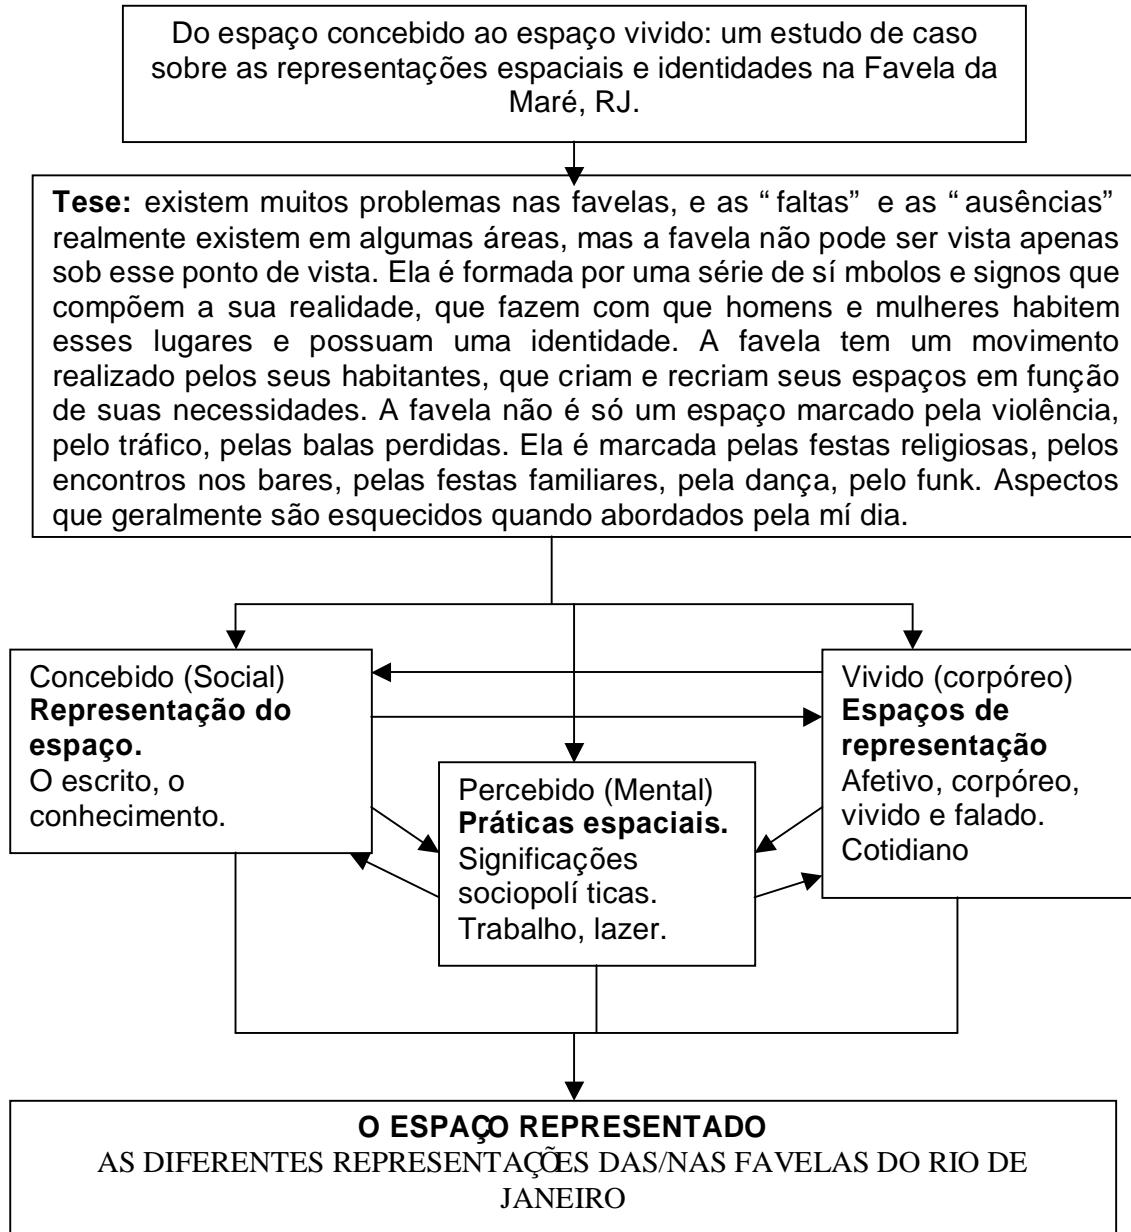 Do espaço concebido ao espaço vivido: um estudo de caso
sobre as representações espaciais e identidades na Favela da
Maré, RJ.
Tese: existem muitos problemas nas favelas, e as “ faltas” e as “ ausências”
realmente existem em algumas áreas, mas a favela não pode ser vista apenas
sob esse ponto de vista. Ela é formada por uma série de sí mbolos e signos que
compõem a sua realidade, que fazem com que homens e mulheres habitem
esses lugares e possuam uma identidade. A favela tem um movimento
realizado pelos seus habitantes, que criam e recriam seus espaços em função
de suas necessidades. A favela não é só um espaço marcado pela violência,
pelo tráfico, pelas balas perdidas. Ela é marcada pelas festas religiosas, pelos
encontros nos bares, pelas festas familiares, pela dança, pelo funk. Aspectos
que geralmente são esquecidos quando abordados pela mí dia.
Concebido (Social)
Representação do
espaço.
O escrito, o
conhecimento.
Percebido (Mental)
Práticas espaciais.
Significações
sociopolí ticas.
Trabalho, lazer.
Vivido (corpóreo)
Espaços de
representação
Afetivo, corpóreo,
vivido e falado.
Cotidiano
O ESPAÇO REPRESENTADO
AS DIFERENTES REPRESENTAÇÕES DAS/NAS FAVELAS DO RIO DE
JANEIRO